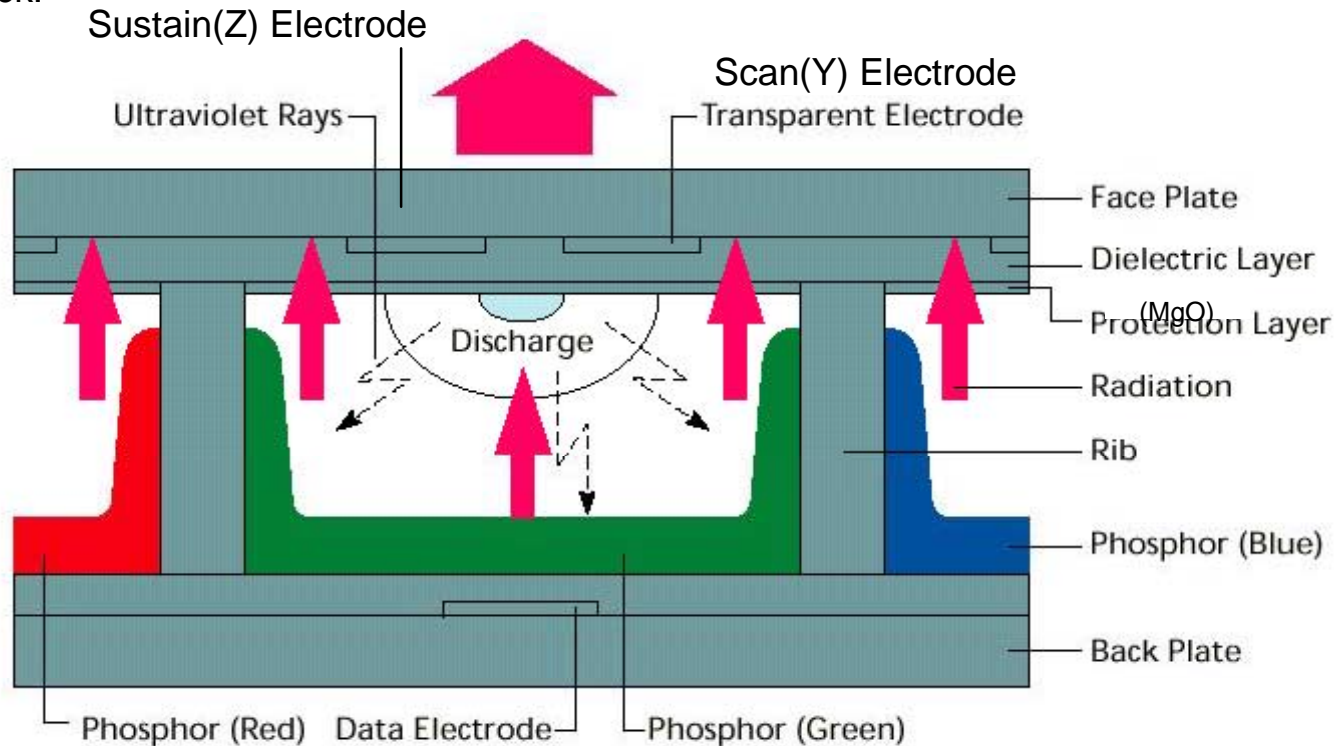 Sustain(Z) Electrode
Scan(Y) Electrode
Ultraviolet Rays
Transparent Electrode
Face Plate
Dielectric Layer
(MgO)
Protection Layer
Discharge
Radiation
Rib
Phosphor (Blue)
Back Plate
Phosphor (Red)
Data Electrode
Phosphor (Green)